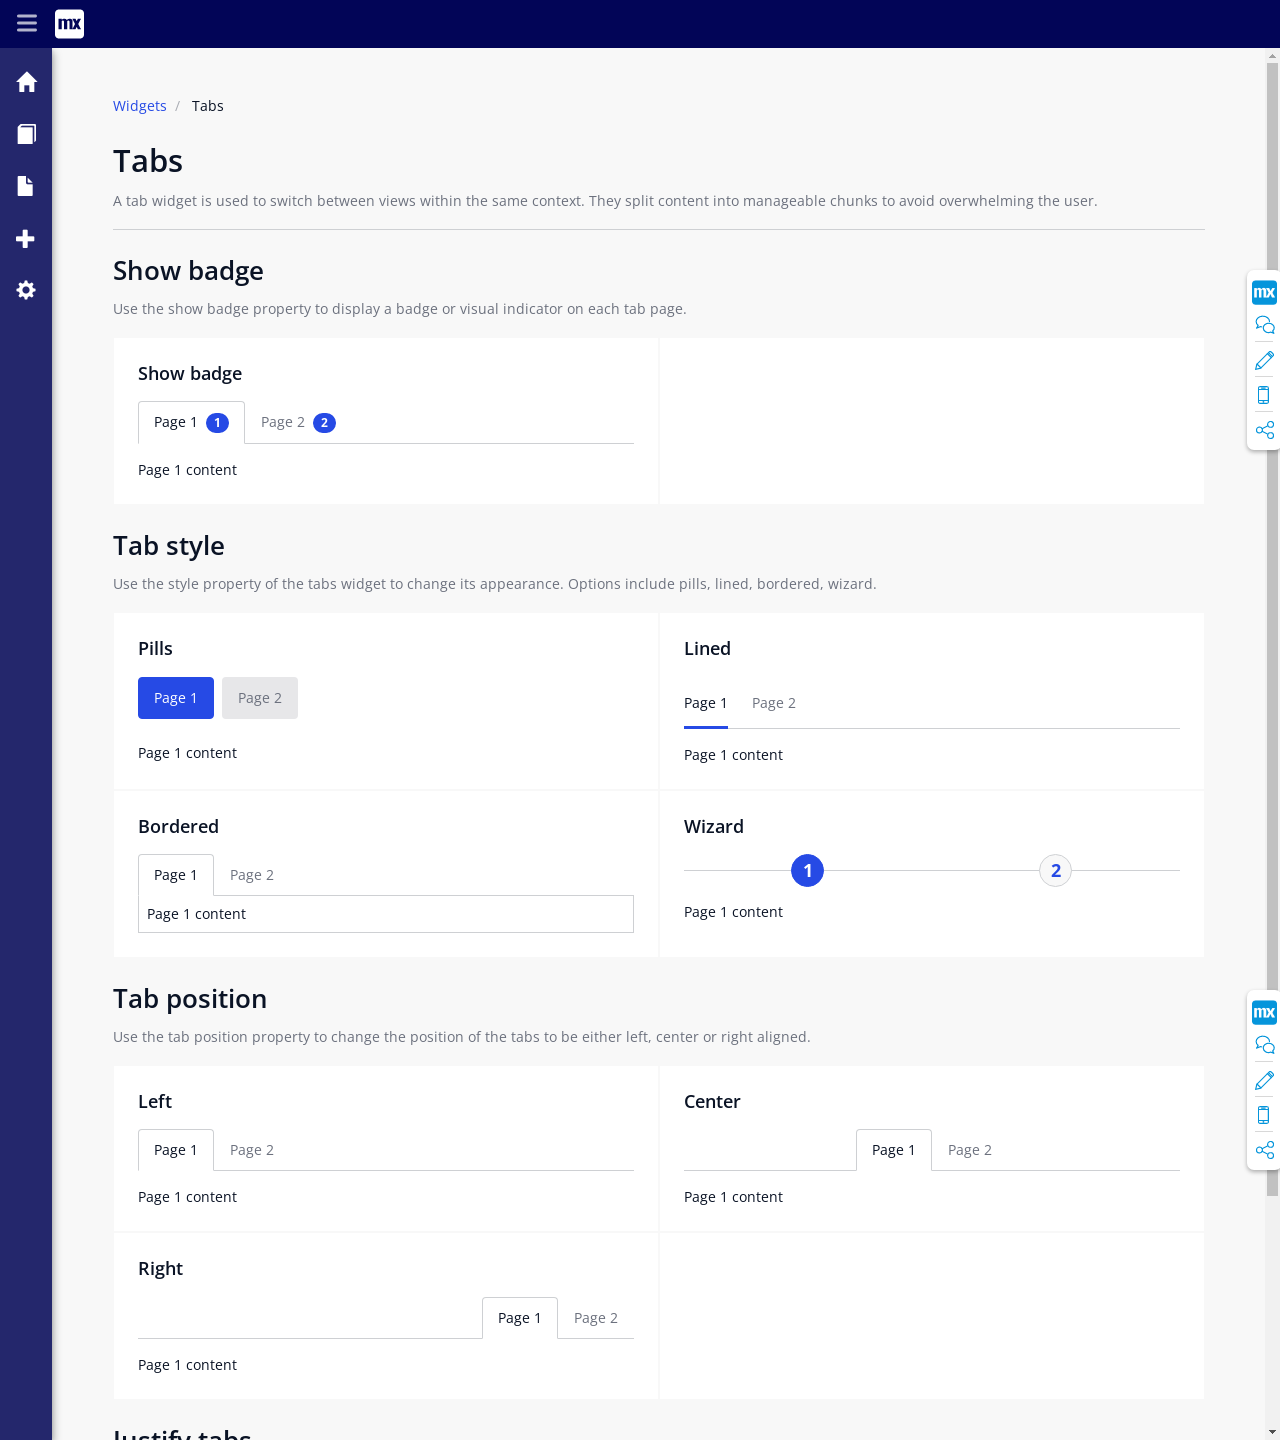 mx
Widgets / Tabs
Tabs
A tab widget is used to switch between views within the same context. They split content into manageable chunks to avoid overwhelming the user.
Show badge
Use the show badge property to display a badge or visual indicator on each tab page.
mx
Show badge
Page 1 1 Page 2 2
Page 1 content
Tab style
Use the style property of the tabs widget to change its appearance. Options include pills, lined, bordered, wizard.
Pills
Page 1 Page 2
Page 1 content
Lined
Page 1 Page 2
Page 1 content
Bordered
Page 1 Page 2
Page 1 content
Wizard
1 2
Page 1 content
Tab position
Use the tab position property to change the position of the tabs to be either left, center or right aligned.
mx
Left
Page 1 Page 2
Page 1 content
Center
Page 1 Page 2
Page 1 content
Right
Page 1 Page 2
Page 1 content
Justify tabs